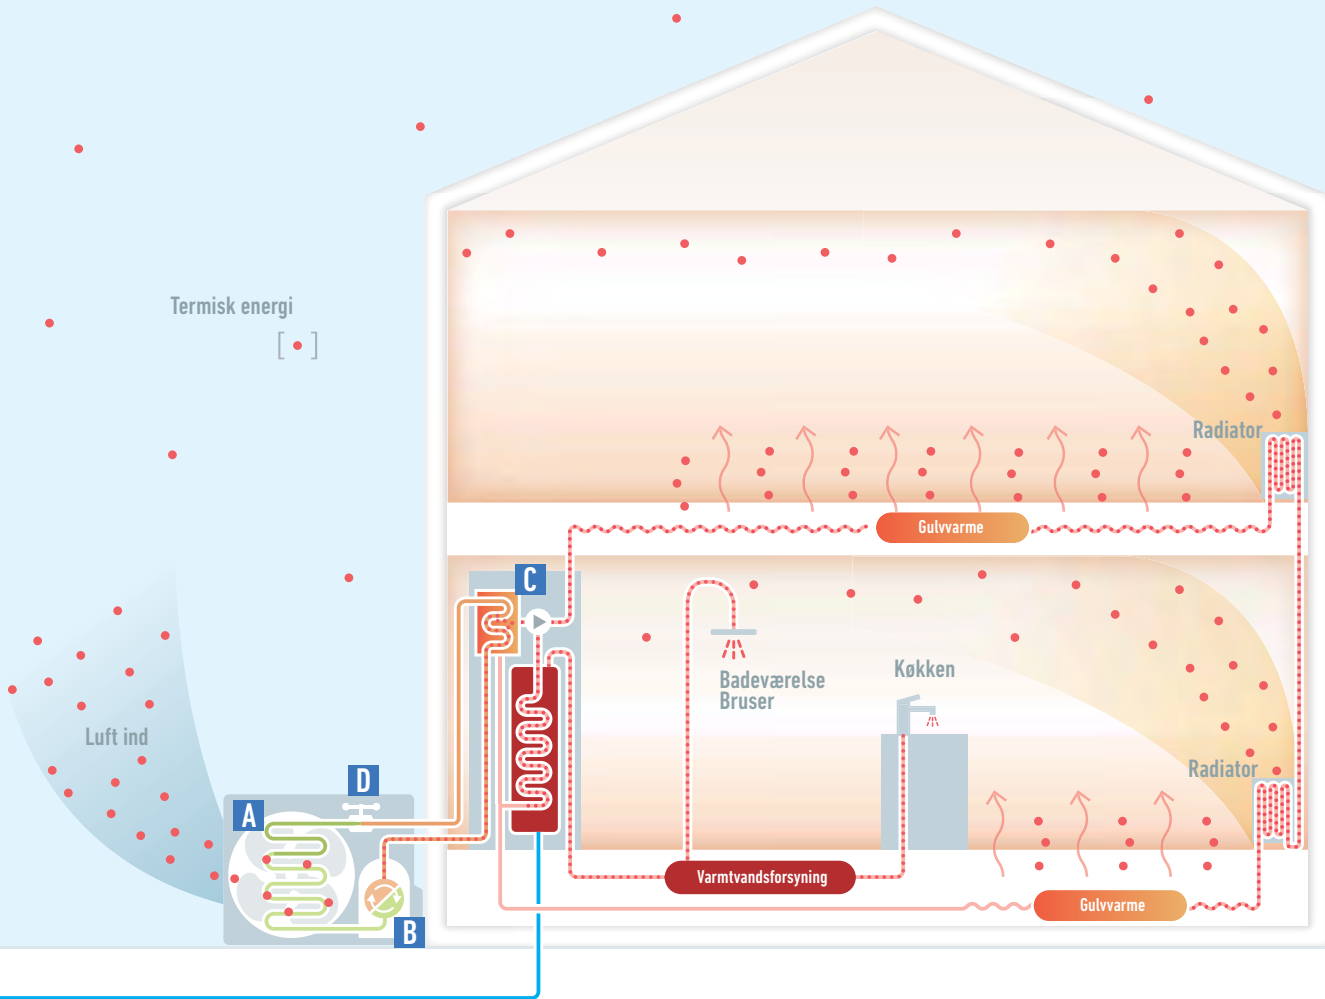 Termisk energi
Radiator
Gulvvarme
C
Badeværelse
Bruser
Køkken
Luft ind
Radiator
D
A
Varmtvandsforsyning
Gulvvarme
B